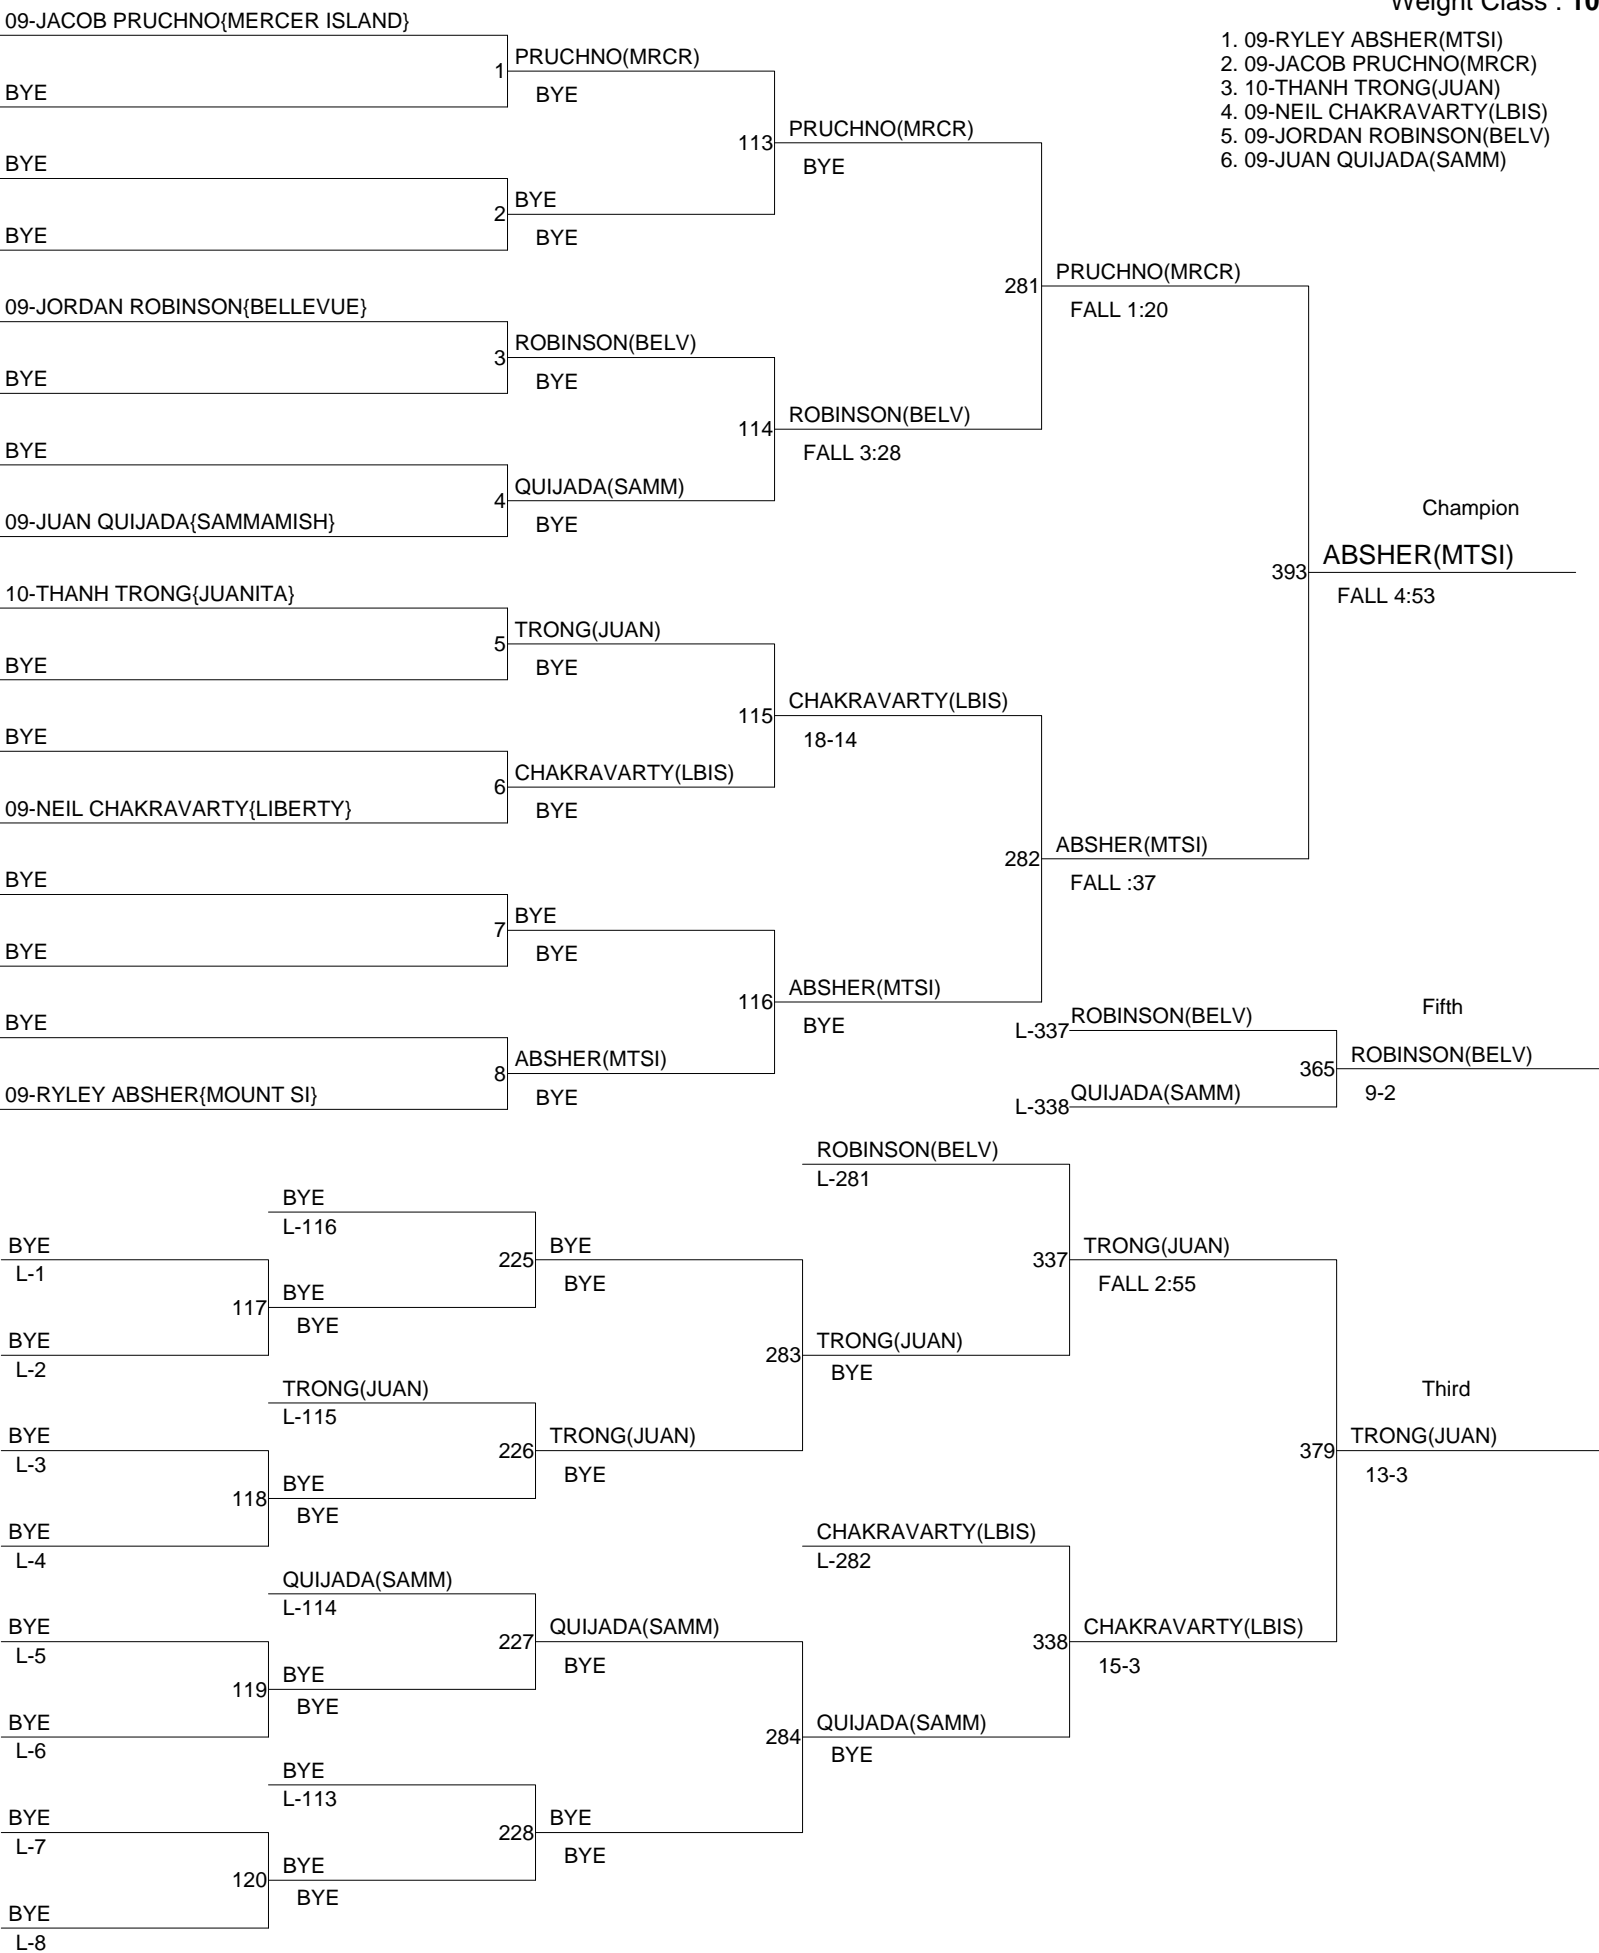 Weight Class : 10
1. 09-RYLEY ABSHER(MTSI)
2. 09-JACOB PRUCHNO(MRCR)
3. 10-THANH TRONG(JUAN)
4. 09-NEIL CHAKRAVARTY(LBIS)
5. 09-JORDAN ROBINSON(BELV)
6. 09-JUAN QUIJADA(SAMM)
09-JACOB PRUCHNO{MERCER ISLAND}
BYE
BYE
BYE
09-JORDAN ROBINSON{BELLEVUE}
BYE
BYE
09-JUAN QUIJADA{SAMMAMISH}
10-THANH TRONG{JUANITA}
BYE
BYE
09-NEIL CHAKRAVARTY{LIBERTY}
BYE
BYE
BYE
09-RYLEY ABSHER{MOUNT SI}
1 PRUCHNO(MRCR)
BYE
2 BYE
BYE
3 ROBINSON(BELV)
BYE
4 QUIJADA(SAMM)
BYE
5 TRONG(JUAN)
BYE
6 CHAKRAVARTY(LBIS)
BYE
7 BYE
BYE
8 ABSHER(MTSI)
BYE
113 PRUCHNO(MRCR)
BYE
114 ROBINSON(BELV)
FALL 3:28
115 CHAKRAVARTY(LBIS)
18-14
116 ABSHER(MTSI)
BYE
281 PRUCHNO(MRCR)
FALL 1:20
282 ABSHER(MTSI)
FALL :37
Champion
393 ABSHER(MTSI)
FALL 4:53
Fifth
L-337 ROBINSON(BELV)
L-338 QUIJADA(SAMM)
365 ROBINSON(BELV)
9-2
BYE
L-1
BYE
L-2
BYE
L-3
BYE
L-4
BYE
L-5
BYE
L-6
BYE
L-7
BYE
L-8
BYE
L-116
117 BYE
BYE
TRONG(JUAN)
L-115
118 BYE
BYE
QUIJADA(SAMM)
L-114
119 BYE
BYE
BYE
L-113
120 BYE
BYE
225 BYE
BYE
226 TRONG(JUAN)
BYE
227 QUIJADA(SAMM)
BYE
228 BYE
BYE
ROBINSON(BELV)
L-281
283 TRONG(JUAN)
BYE
CHAKRAVARTY(LBIS)
L-282
284 QUIJADA(SAMM)
BYE
337 TRONG(JUAN)
FALL 2:55
338 CHAKRAVARTY(LBIS)
15-3
Third
379 TRONG(JUAN)
13-3